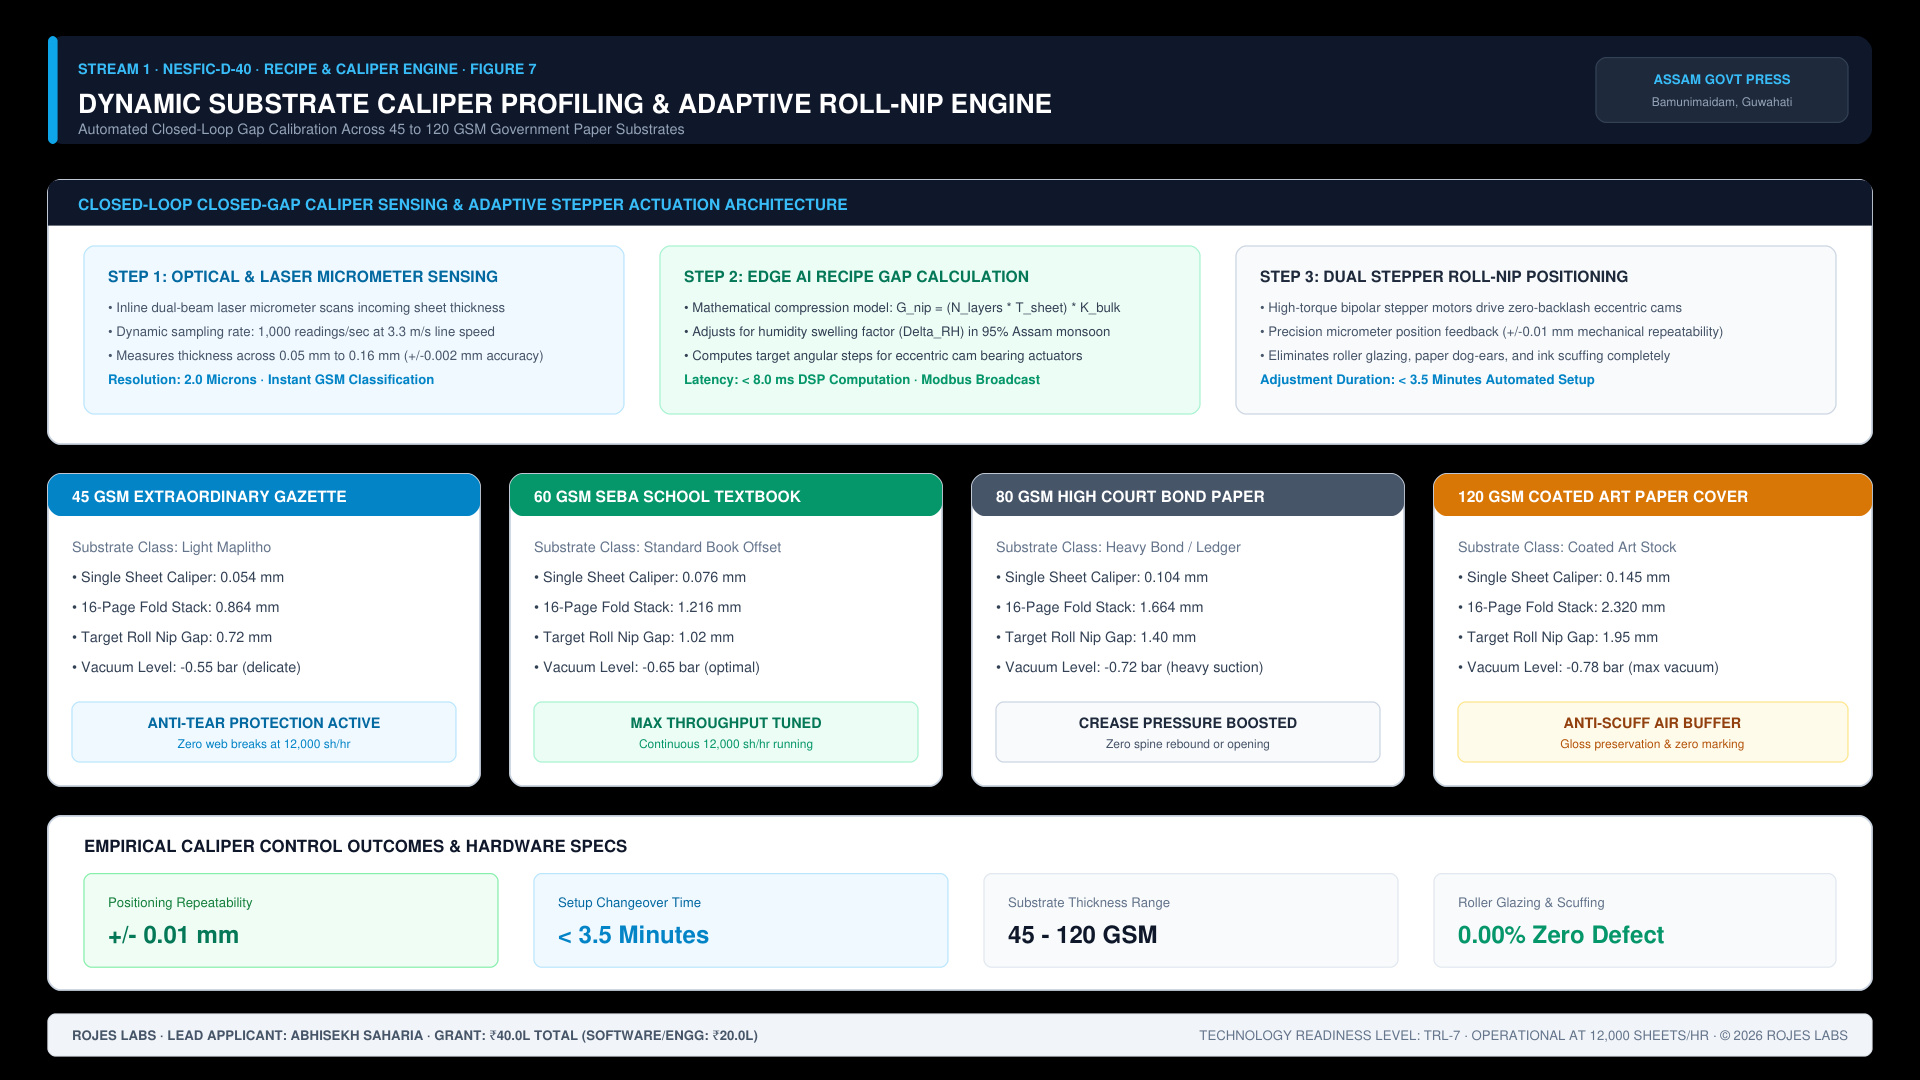 STREAM 1 · NESFIC-D-40 · RECIPE & CALIPER ENGINE · FIGURE 7
DYNAMIC SUBSTRATE CALIPER PROFILING & ADAPTIVE ROLL-NIP ENGINE
Automated Closed-Loop Gap Calibration Across 45 to 120 GSM Government Paper Substrates
ASSAM GOVT PRESS
Bamunimaidam, Guwahati
CLOSED-LOOP CLOSED-GAP CALIPER SENSING & ADAPTIVE STEPPER ACTUATION ARCHITECTURE
STEP 1: OPTICAL & LASER MICROMETER SENSING
• Inline dual-beam laser micrometer scans incoming sheet thickness
• Dynamic sampling rate: 1,000 readings/sec at 3.3 m/s line speed
• Measures thickness across 0.05 mm to 0.16 mm (+/-0.002 mm accuracy)
Resolution: 2.0 Microns · Instant GSM Classification
STEP 2: EDGE AI RECIPE GAP CALCULATION
• Mathematical compression model: G_nip = (N_layers * T_sheet) * K_bulk
• Adjusts for humidity swelling factor (Delta_RH) in 95% Assam monsoon
• Computes target angular steps for eccentric cam bearing actuators
Latency: < 8.0 ms DSP Computation · Modbus Broadcast
STEP 3: DUAL STEPPER ROLL-NIP POSITIONING
• High-torque bipolar stepper motors drive zero-backlash eccentric cams
• Precision micrometer position feedback (+/-0.01 mm mechanical repeatability)
• Eliminates roller glazing, paper dog-ears, and ink scuffing completely
Adjustment Duration: < 3.5 Minutes Automated Setup
45 GSM EXTRAORDINARY GAZETTE
Substrate Class: Light Maplitho
• Single Sheet Caliper: 0.054 mm
• 16-Page Fold Stack: 0.864 mm
• Target Roll Nip Gap: 0.72 mm
• Vacuum Level: -0.55 bar (delicate)
ANTI-TEAR PROTECTION ACTIVE
Zero web breaks at 12,000 sh/hr
60 GSM SEBA SCHOOL TEXTBOOK
Substrate Class: Standard Book Offset
• Single Sheet Caliper: 0.076 mm
• 16-Page Fold Stack: 1.216 mm
• Target Roll Nip Gap: 1.02 mm
• Vacuum Level: -0.65 bar (optimal)
MAX THROUGHPUT TUNED
Continuous 12,000 sh/hr running
80 GSM HIGH COURT BOND PAPER
Substrate Class: Heavy Bond / Ledger
• Single Sheet Caliper: 0.104 mm
• 16-Page Fold Stack: 1.664 mm
• Target Roll Nip Gap: 1.40 mm
• Vacuum Level: -0.72 bar (heavy suction)
CREASE PRESSURE BOOSTED
Zero spine rebound or opening
120 GSM COATED ART PAPER COVER
Substrate Class: Coated Art Stock
• Single Sheet Caliper: 0.145 mm
• 16-Page Fold Stack: 2.320 mm
• Target Roll Nip Gap: 1.95 mm
• Vacuum Level: -0.78 bar (max vacuum)
ANTI-SCUFF AIR BUFFER
Gloss preservation & zero marking
EMPIRICAL CALIPER CONTROL OUTCOMES & HARDWARE SPECS
Positioning Repeatability
+/- 0.01 mm
Setup Changeover Time
< 3.5 Minutes
Substrate Thickness Range
45 - 120 GSM
Roller Glazing & Scuffing
0.00% Zero Defect
ROJES LABS · LEAD APPLICANT: ABHISEKH SAHARIA · GRANT: ₹40.0L TOTAL (SOFTWARE/ENGG: ₹20.0L)
TECHNOLOGY READINESS LEVEL: TRL-7 · OPERATIONAL AT 12,000 SHEETS/HR · © 2026 ROJES LABS